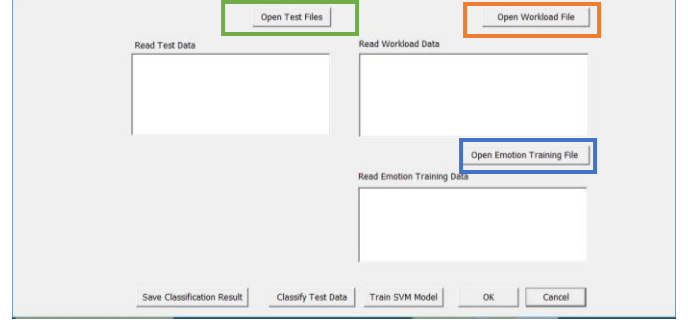 Open Test Files
Open Workload File
Read Test Data
Read Workload Data
Open Emotion Training File
Read Emotion Training Data
Save Classification Result
Classify Test Data
Train SVM Model
OK
Cancel